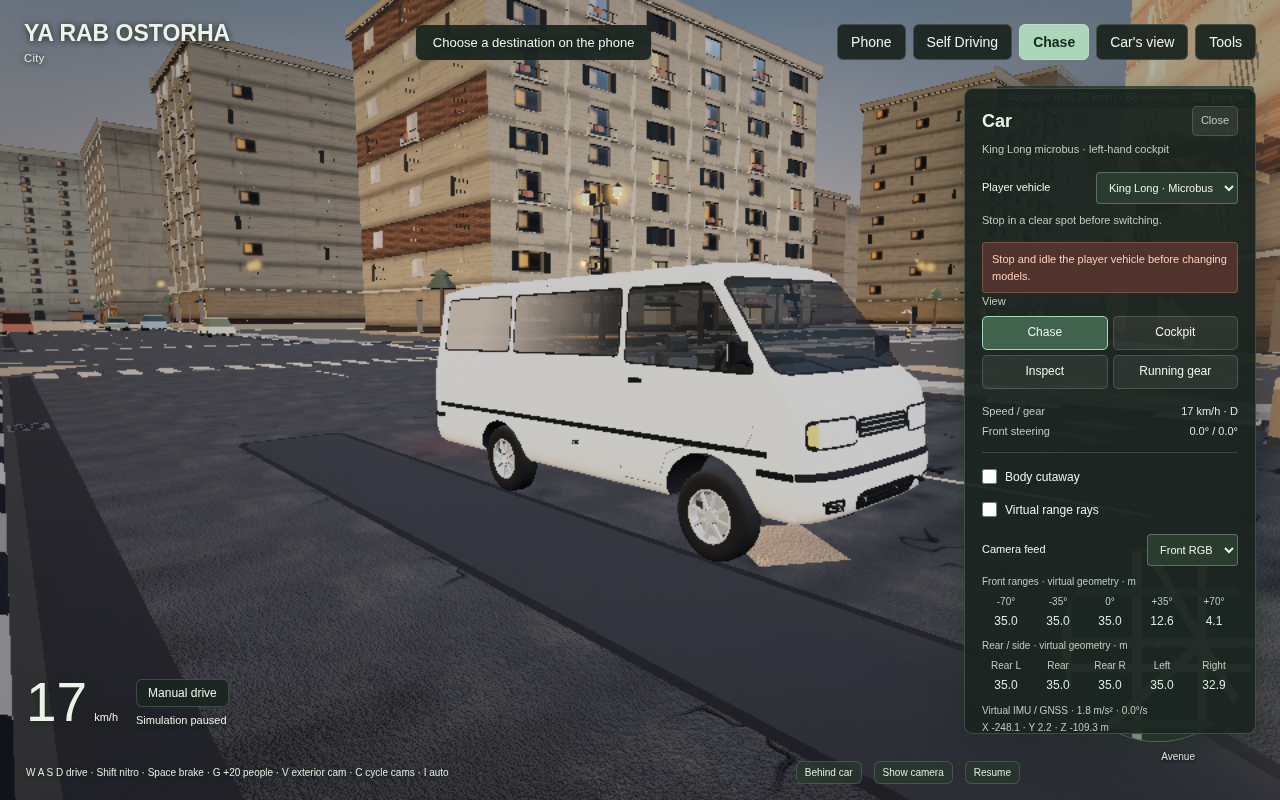 YA RAB OSTORHA
City
Choose a destination on the phone
Phone
Self Driving
Chase
Car's view
Tools
Car
Close
King Long microbus · left-hand cockpit
Player vehicle
King Long · Microbus
Stop in a clear spot before switching.
Stop and idle the player vehicle before changing
models.
View
Chase
Cockpit
Inspect
Running gear
Speed / gear
17 km/h · D
Front steering
0.0° / 0.0°
Body cutaway
Virtual range rays
Camera feed
Front RGB
Front ranges · virtual geometry · m
-70° -35° 0° +35° +70°
35.0 35.0 35.0 12.6 4.1
Rear / side · virtual geometry · m
Rear L Rear Rear R Left Right
35.0 35.0 35.0 35.0 32.9
Virtual IMU / GNSS · 1.8 m/s² · 0.0°/s
X -248.1 · Y 2.2 · Z -109.3 m
17 km/h
Manual drive
Simulation paused
Avenue
W A S D drive · Shift nitro · Space brake · G +20 people · V exterior cam · C cycle cams · I auto
Behind car
Show camera
Resume